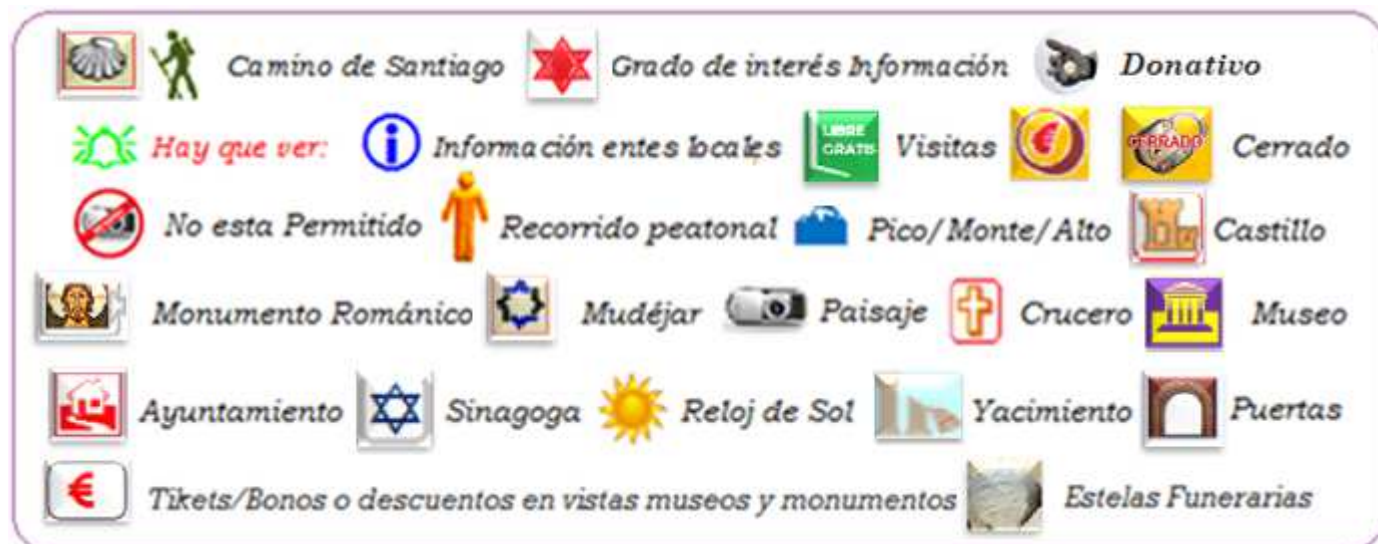 Camino de Santiago Grado de interés Información Donativo
Hay que ver: i Información entes locales LIBRE GRATIS Visitas € CERRADO Cerrado
No esta Permitido Recorrido peatonal Pico/Monte/Alto Castillo
Monumento Románico Mudéjar Paisaje Crucero Museo
Ayuntamiento Sinagoga Reloj de Sol Yacimiento Puertas
€ Tikets/Bonos o descuentos en vistas museos y monumentos Estelas Funerarias